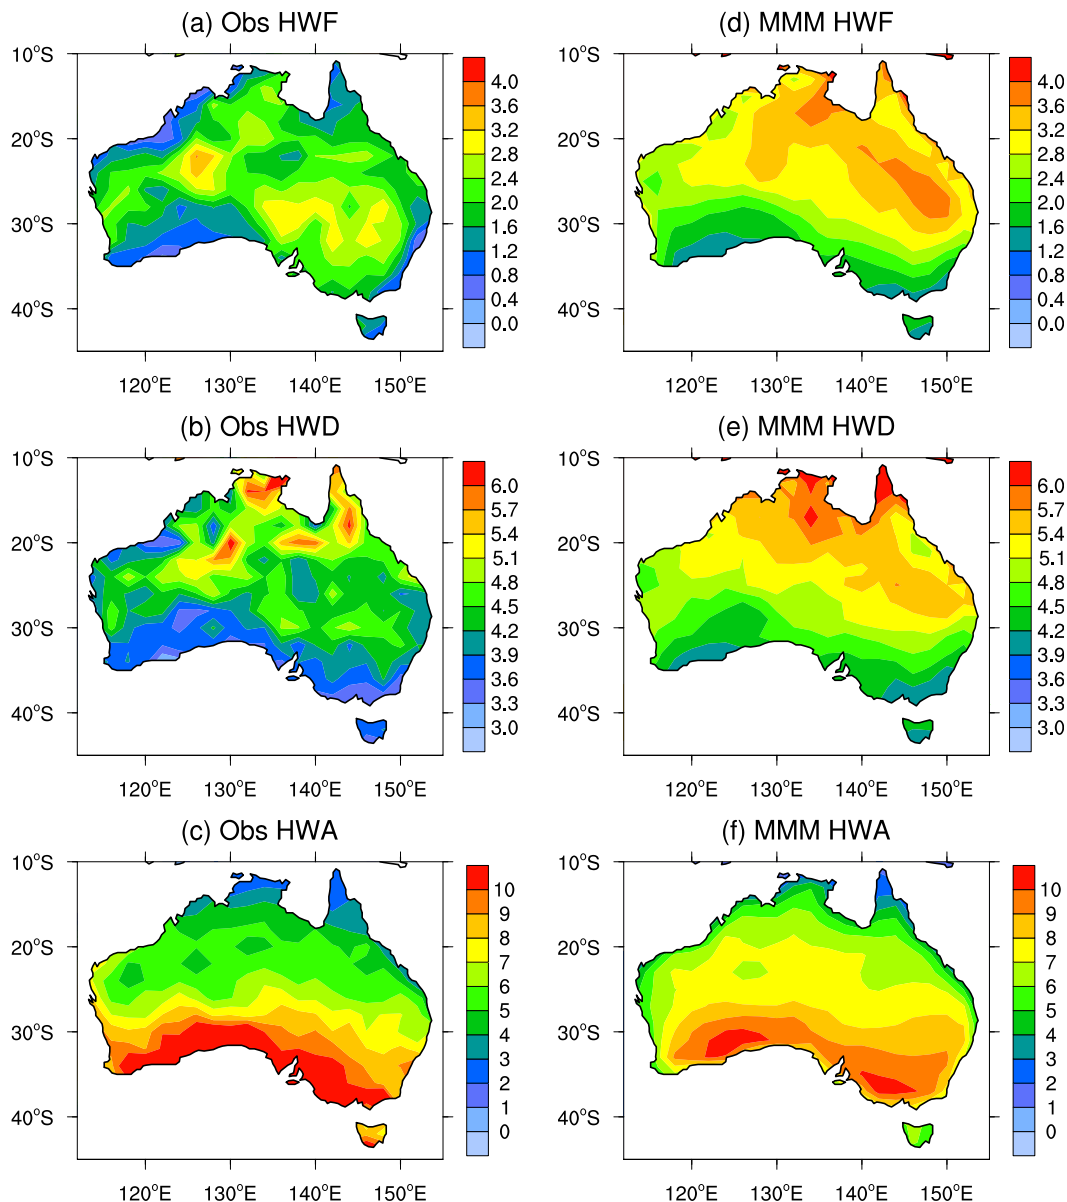 (a) Obs HWF
10°S
20°S
30°S
40°S
120°E 130°E 140°E 150°E
4.0
3.6
3.2
2.8
2.4
2.0
1.6
1.2
0.8
0.4
0.0
(d) MMM HWF
10°S
20°S
30°S
40°S
120°E 130°E 140°E 150°E
4.0
3.6
3.2
2.8
2.4
2.0
1.6
1.2
0.8
0.4
0.0
(b) Obs HWD
10°S
20°S
30°S
40°S
120°E 130°E 140°E 150°E
6.0
5.7
5.4
5.1
4.8
4.5
4.2
3.9
3.6
3.3
3.0
(e) MMM HWD
10°S
20°S
30°S
40°S
120°E 130°E 140°E 150°E
6.0
5.7
5.4
5.1
4.8
4.5
4.2
3.9
3.6
3.3
3.0
(c) Obs HWA
10°S
20°S
30°S
40°S
120°E 130°E 140°E 150°E
10
9
8
7
6
5
4
3
2
1
0
(f) MMM HWA
10°S
20°S
30°S
40°S
120°E 130°E 140°E 150°E
10
9
8
7
6
5
4
3
2
1
0